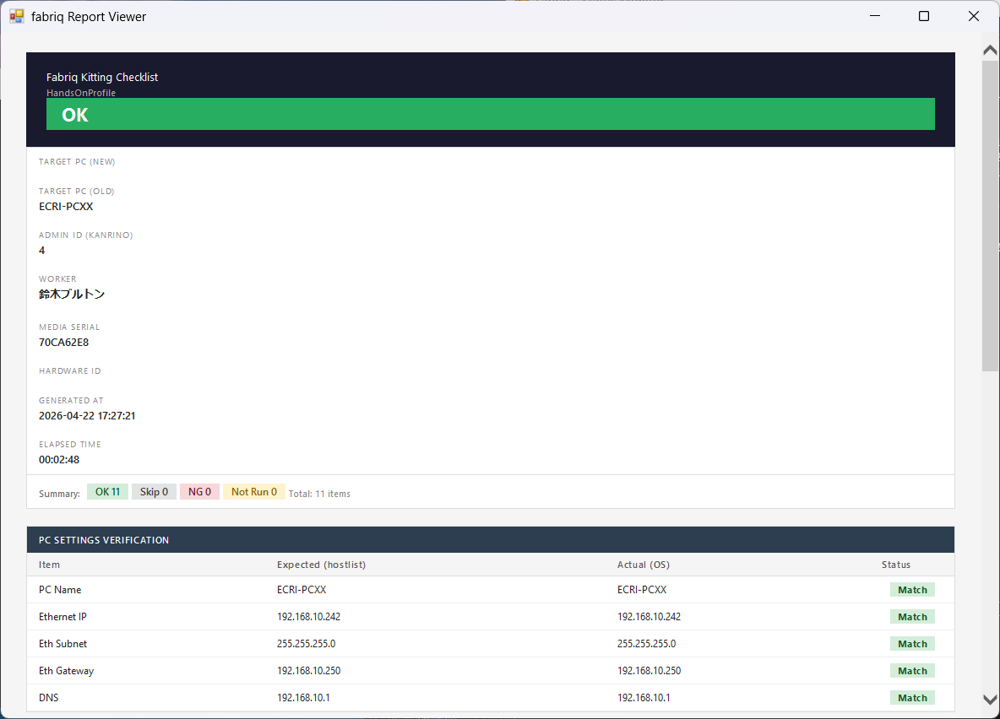 fabriq Report Viewer
Fabriq Kitting Checklist
HandsOnProfile
OK
TARGET PC (NEW)
TARGET PC (OLD)
ECRI-PCXX
ADMIN ID (KANRINO)
4
WORKER
鈴木ブルトン
MEDIA SERIAL
70CA62E8
HARDWARE ID
GENERATED AT
2026-04-22 17:27:21
ELAPSED TIME
00:02:48
Summary: OK 11 Skip 0 NG 0 Not Run 0 Total: 11 items
PC SETTINGS VERIFICATION
Item Expected (hostlist) Actual (OS) Status
PC Name ECRI-PCXX ECRI-PCXX Match
Ethernet IP 192.168.10.242 192.168.10.242 Match
Eth Subnet 255.255.255.0 255.255.255.0 Match
Eth Gateway 192.168.10.250 192.168.10.250 Match
DNS 192.168.10.1 192.168.10.1 Match